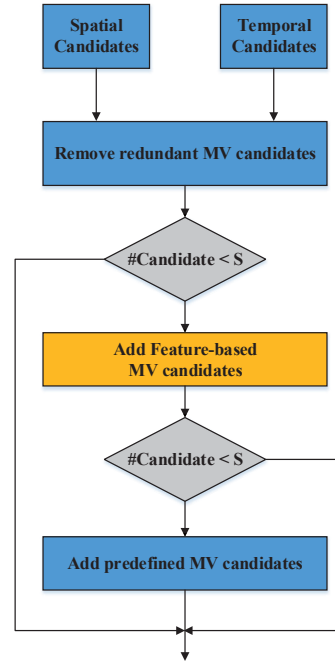 Spatial
Candidates
Temporal
Candidates
Remove redundant MV candidates
#Candidate < S
Add Feature-based
MV candidates
#Candidate < S
Add predefined MV candidates